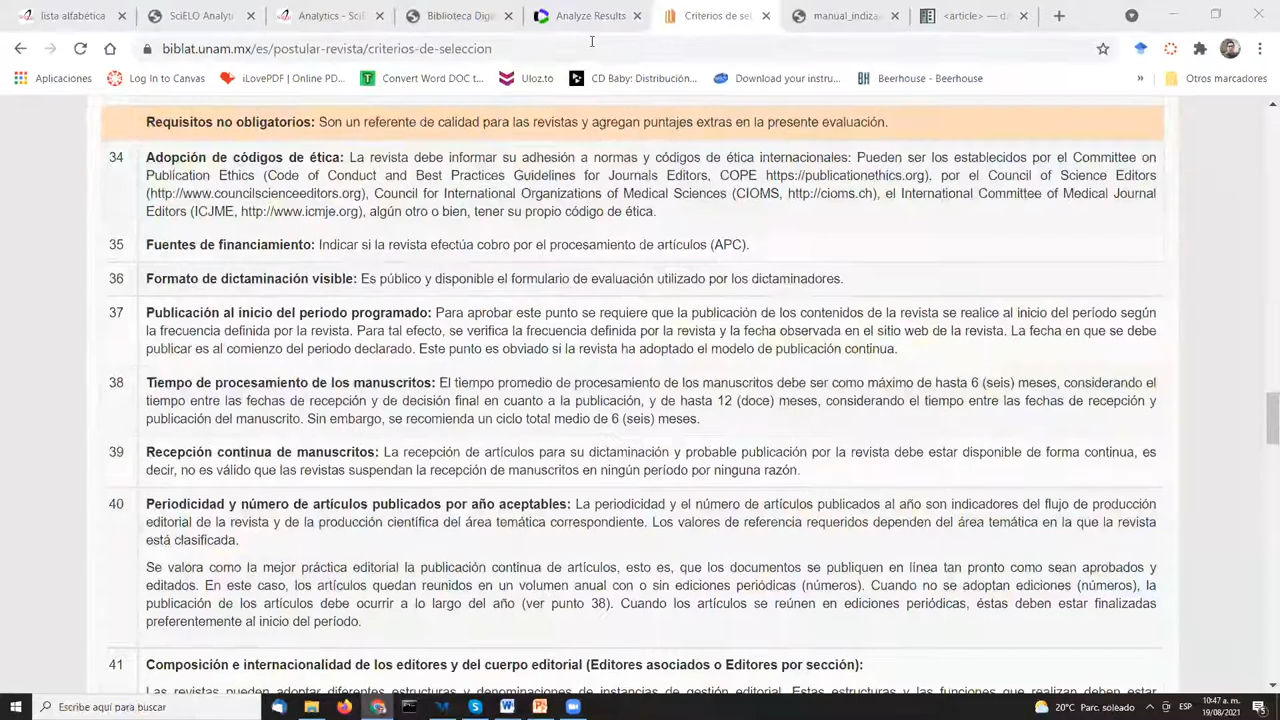 lista alfabética
SciELO Analyti
Analytics - SciE
Biblioteca Dige
Analyze Results
Criterios de sel
manual_indiza
<article> — da
biblat.unam.mx/es/postular-revista/criterios-de-seleccion
Aplicaciones
Log In to Canvas
iLovePDF | Online PD...
Convert Word DOC t...
Uloz.to
CD Baby: Distribución...
Download your instru...
Beerhouse - Beerhouse
»
Otros marcadores
Requisitos no obligatorios: Son un referente de calidad para las revistas y agregan puntajes extras en la presente evaluación.
34 Adopción de códigos de ética: La revista debe informar su adhesión a normas y códigos de ética internacionales: Pueden ser los establecidos por el Committee on
Publication Ethics (Code of Conduct and Best Practices Guidelines for Journals Editors, COPE https://publicationethics.org), por el Council of Science Editors
(http://www.councilscienceeditors.org), Council for International Organizations of Medical Sciences (CIOMS, http://cioms.ch), el International Committee of Medical Journal
Editors (ICJME, http://www.icmje.org), algún otro o bien, tener su propio código de ética.
35 Fuentes de financiamiento: Indicar si la revista efectúa cobro por el procesamiento de artículos (APC).
36 Formato de dictaminación visible: Es público y disponible el formulario de evaluación utilizado por los dictaminadores.
37 Publicación al inicio del periodo programado: Para aprobar este punto se requiere que la publicación de los contenidos de la revista se realice al inicio del período según
la frecuencia definida por la revista. Para tal efecto, se verifica la frecuencia definida por la revista y la fecha observada en el sitio web de la revista. La fecha en que se debe
publicar es al comienzo del periodo declarado. Este punto es obviado si la revista ha adoptado el modelo de publicación continua.
38 Tiempo de procesamiento de los manuscritos: El tiempo promedio de procesamiento de los manuscritos debe ser como máximo de hasta 6 (seis) meses, considerando el
tiempo entre las fechas de recepción y de decisión final en cuanto a la publicación, y de hasta 12 (doce) meses, considerando el tiempo entre las fechas de recepción y
publicación del manuscrito. Sin embargo, se recomienda un ciclo total medio de 6 (seis) meses.
39 Recepción continua de manuscritos: La recepción de artículos para su dictaminación y probable publicación por la revista debe estar disponible de forma continua, es
decir, no es válido que las revistas suspendan la recepción de manuscritos en ningún período por ninguna razón.
40 Periodicidad y número de artículos publicados por año aceptables: La periodicidad y el número de artículos publicados al año son indicadores del flujo de producción
editorial de la revista y de la producción científica del área temática correspondiente. Los valores de referencia requeridos dependen del área temática en la que la revista
está clasificada.
Se valora como la mejor práctica editorial la publicación continua de artículos, esto es, que los documentos se publiquen en línea tan pronto como sean aprobados y
editados. En este caso, los artículos quedan reunidos en un volumen anual con o sin ediciones periódicas (números). Cuando no se adoptan ediciones (números), la
publicación de los artículos debe ocurrir a lo largo del año (ver punto 38). Cuando los artículos se reúnen en ediciones periódicas, éstas deben estar finalizadas
preferentemente al inicio del período.
41 Composición e internacionalidad de los editores y del cuerpo editorial (Editores asociados o Editores por sección):
Las revistas pueden adoptar diferentes estructuras y denominaciones de instancias de gestión editorial. Estas estructuras y las funciones que realizan deben estar
Escribe aquí para buscar
20°C Parc. soleado
ESP
10:47 a. m.
19/08/2021